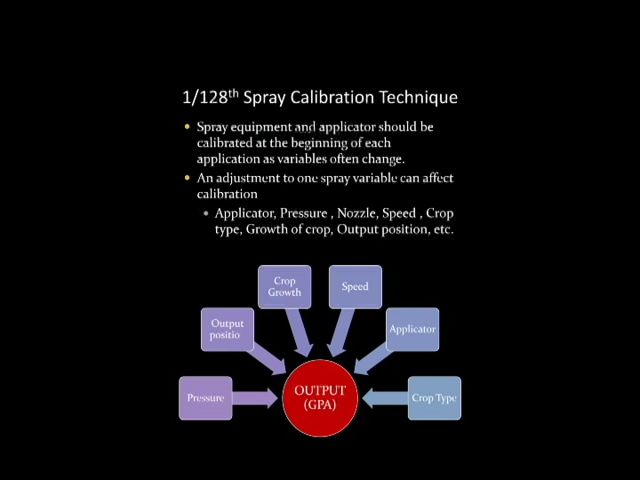 1/128th Spray Calibration Technique
Spray equipment and applicator should be
calibrated at the beginning of each
application as variables often change.
An adjustment to one spray variable can affect
calibration
Applicator, Pressure , Nozzle, Speed , Crop
type, Growth of crop, Output position, etc.
Crop
Growth
Speed
Output
positio
Applicator
Pressure
OUTPUT
(GPA)
Crop Type